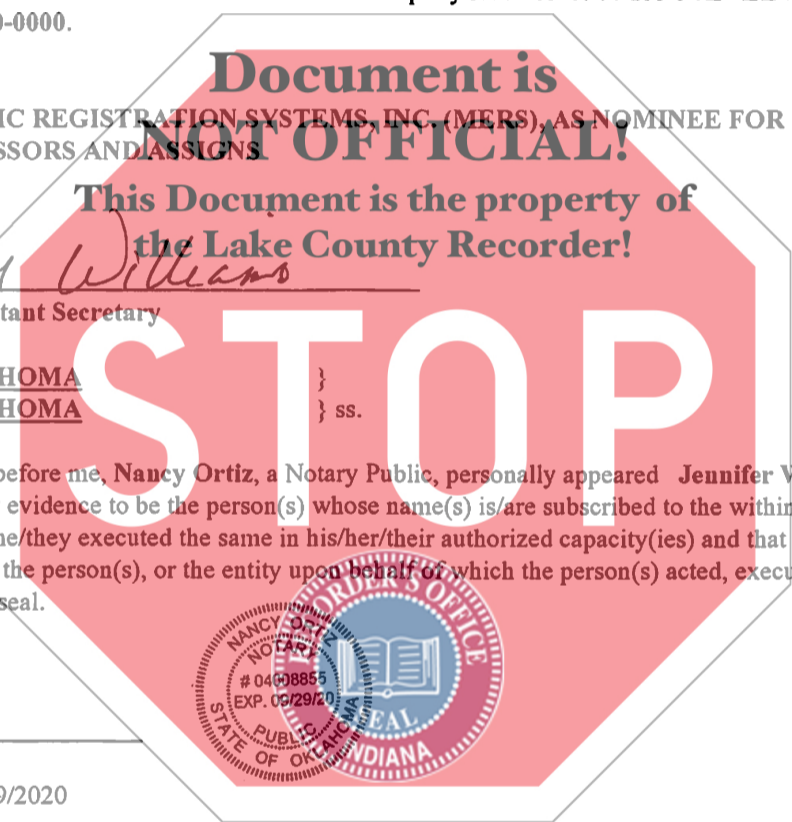 0-0000.
Document is
IC REGISTRATION SYSTEMS, INC. (MERS), AS NOMINEE FOR
NOT OFFICIAL!
SSORS AND ASSIGNS
This Document is the property of
the Lake County Recorder!
Williams
tant Secretary
STOP
HOMA }
HOMA } ss.
before me, Nancy Ortiz, a Notary Public, personally appeared Jennifer W
evidence to be the person(s) whose name(s) is/are subscribed to the within
he/they executed the same in his/her/their authorized capacity(ies) and that
the person(s), or the entity upon behalf of which the person(s) acted, execu
seal.
RECORDER'S OFFICE
SEAL
INDIANA
NANCY ORTIZ
NOTARY
# 04008855
EXP. 09/29/20
PUBLIC
STATE OF OKLAHOMA
9/2020